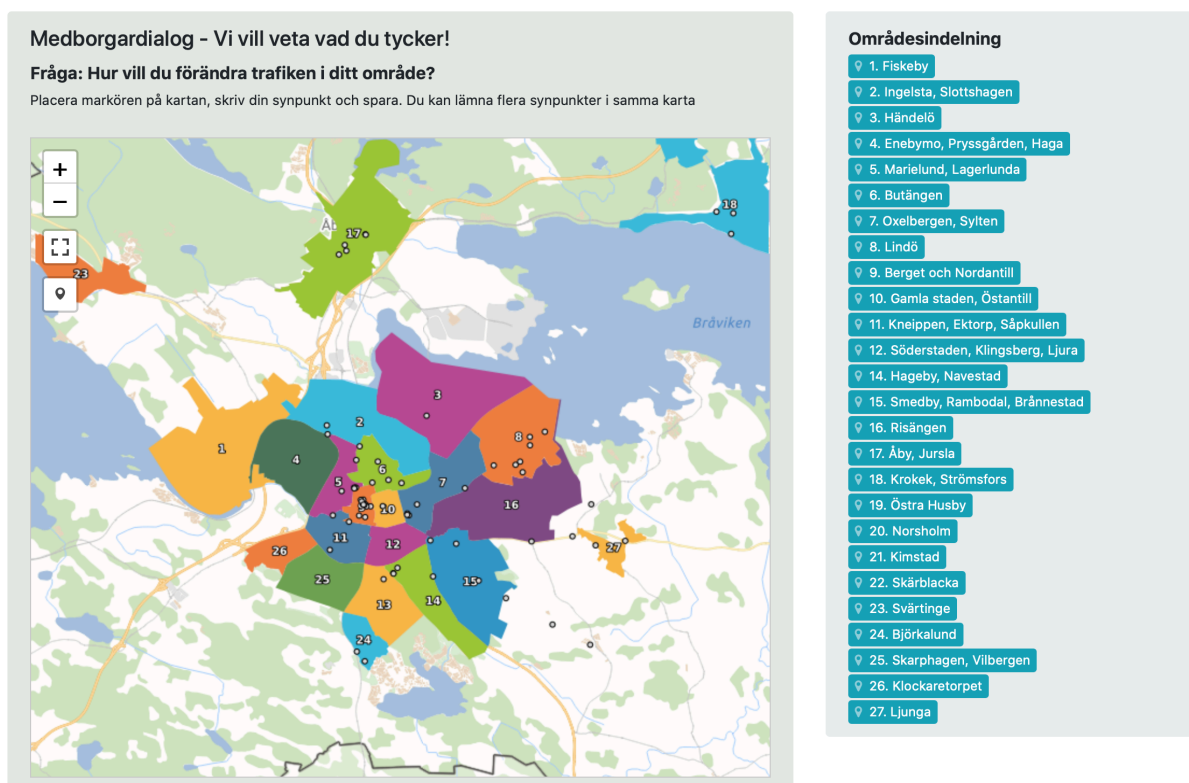 Medborgardialog - Vi vill veta vad du tycker!
Fråga: Hur vill du förändra trafiken i ditt område?
Placera markören på kartan, skriv din synpunkt och spara. Du kan lämna flera synpunkter i samma karta
+
−
18
17
23
Bråviken
3
2
8
1
4
6
5
7
16
10
11
12
27
26
25
15
14
13
24
Områdesindelning
1. Fiskeby
2. Ingelsta, Slottshagen
3. Händelö
4. Enebymo, Pryssgården, Haga
5. Marielund, Lagerlunda
6. Butängen
7. Oxelbergen, Sylten
8. Lindö
9. Berget och Nordantill
10. Gamla staden, Östantill
11. Kneippen, Ektorp, Såpkullen
12. Söderstaden, Klingsberg, Ljura
14. Hageby, Navestad
15. Smedby, Rambodal, Brånnestad
16. Risängen
17. Åby, Jursla
18. Krokek, Strömsfors
19. Östra Husby
20. Norsholm
21. Kimstad
22. Skärblacka
23. Svärtinge
24. Björkalund
25. Skarphagen, Vilbergen
26. Klockaretorpet
27. Ljunga